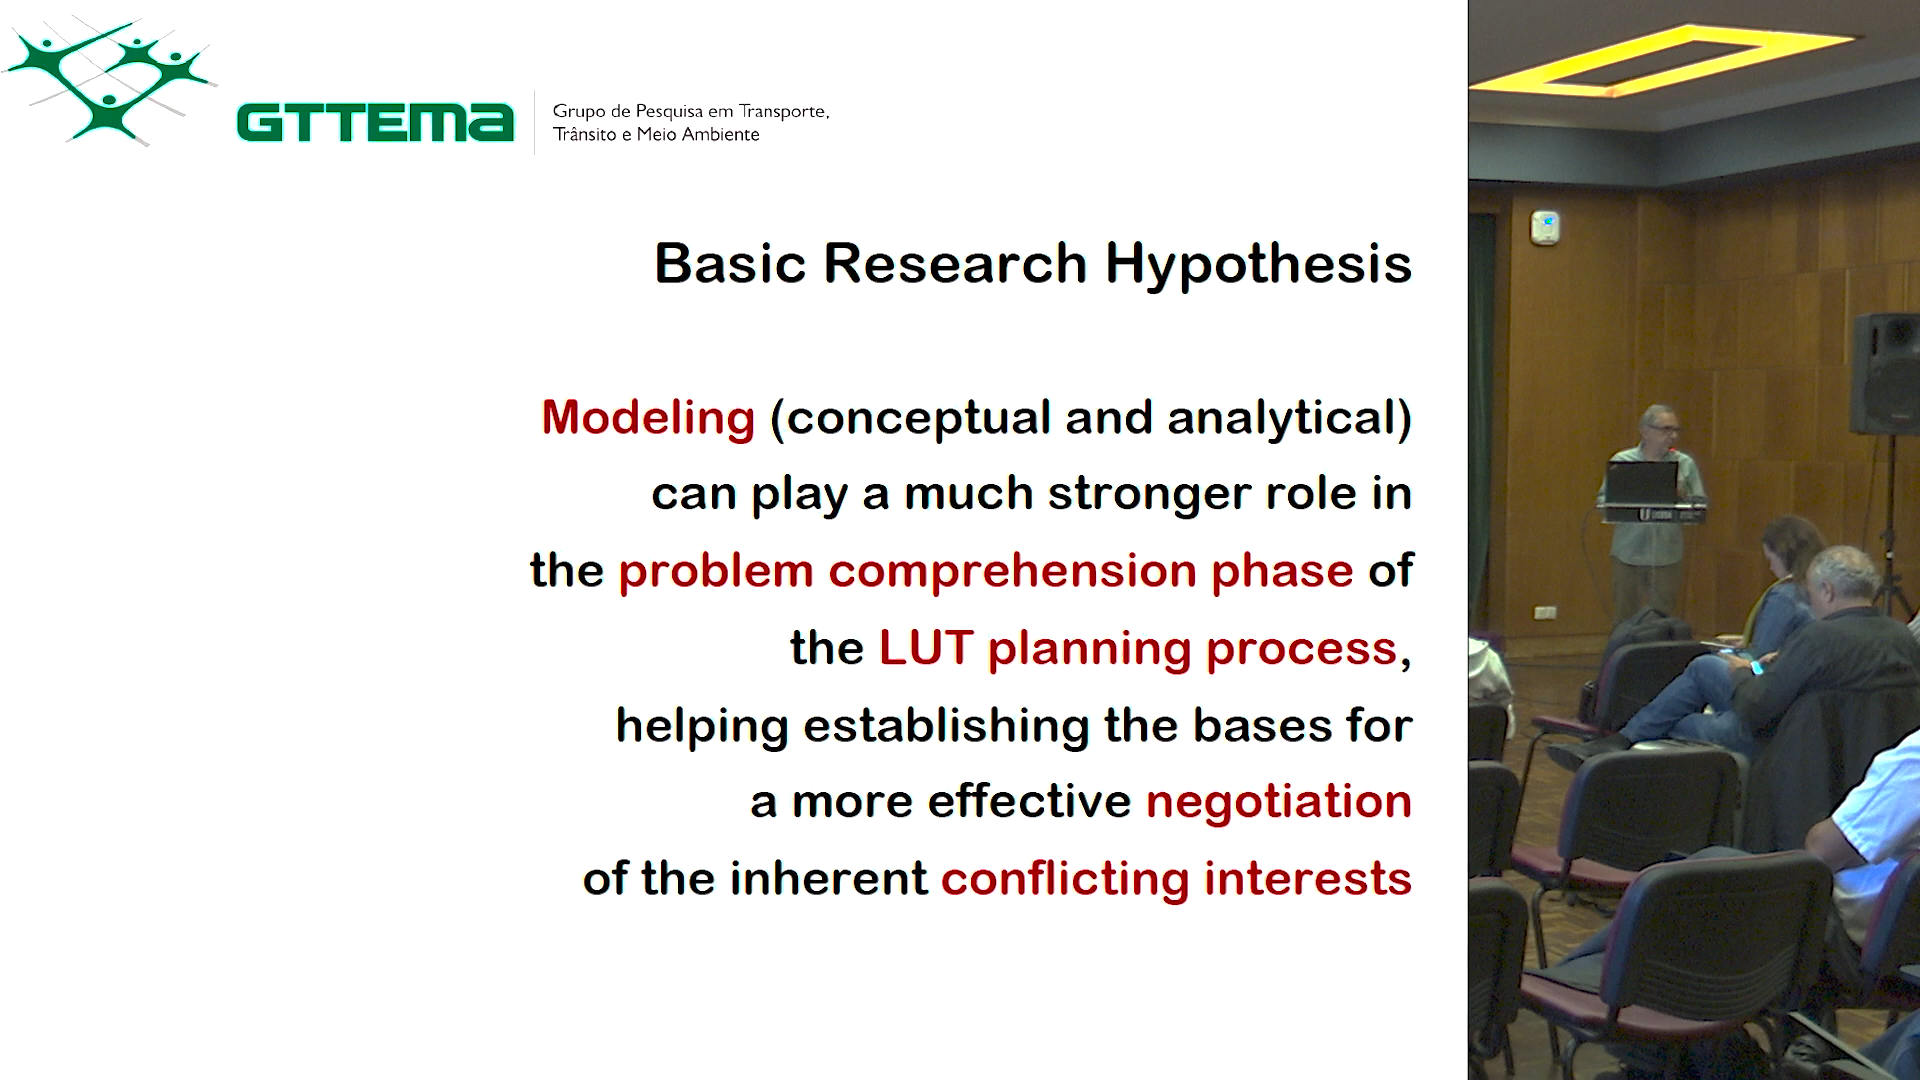 GTTEMA
Grupo de Pesquisa em Transporte,
Trânsito e Meio Ambiente
Basic Research Hypothesis
Modeling (conceptual and analytical)
can play a much stronger role in
the problem comprehension phase of
the LUT planning process,
helping establishing the bases for
a more effective negotiation
of the inherent conflicting interests